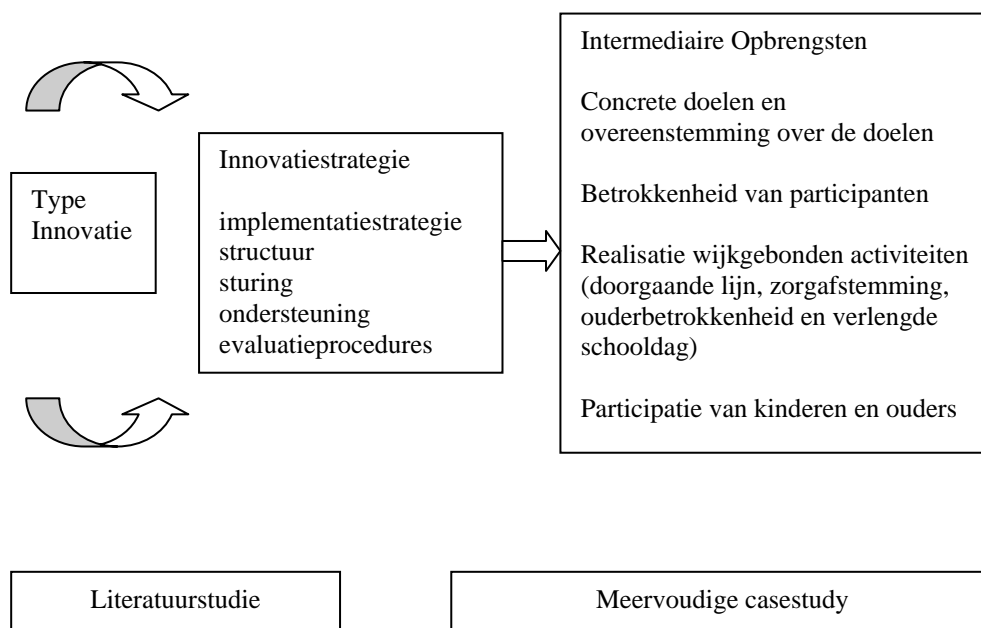 Type
Innovatie
Innovatiestrategie
implementatiestrategie
structuur
sturing
ondersteuning
evaluatieprocedures
Intermediaire Opbrengsten
Concrete doelen en
overeenstemming over de doelen
Betrokkenheid van participanten
Realisatie wijkgebonden activiteiten
(doorgaande lijn, zorgafstemming,
ouderbetrokkenheid en verlengde
schooldag)
Participatie van kinderen en ouders
Literatuurstudie
Meervoudige casestudy